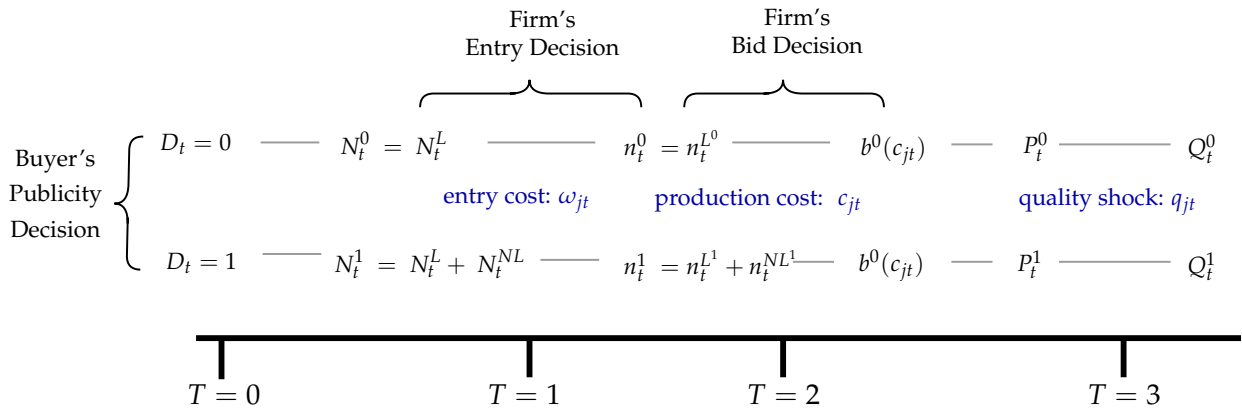 Firm's
Entry Decision
Firm's
Bid Decision
D_t = 0 N_t^0 = N_t^L n_t^0 = n_t^{L^0} b^0(c_{jt}) P_t^0 Q_t^0
Buyer's
Publicity
Decision
entry cost: ω_{jt} production cost: c_{jt} quality shock: q_{jt}
D_t = 1 N_t^1 = N_t^L + N_t^{NL} n_t^1 = n_t^{L^1} + n_t^{NL^1} b^0(c_{jt}) P_t^1 Q_t^1
T = 0 T = 1 T = 2 T = 3